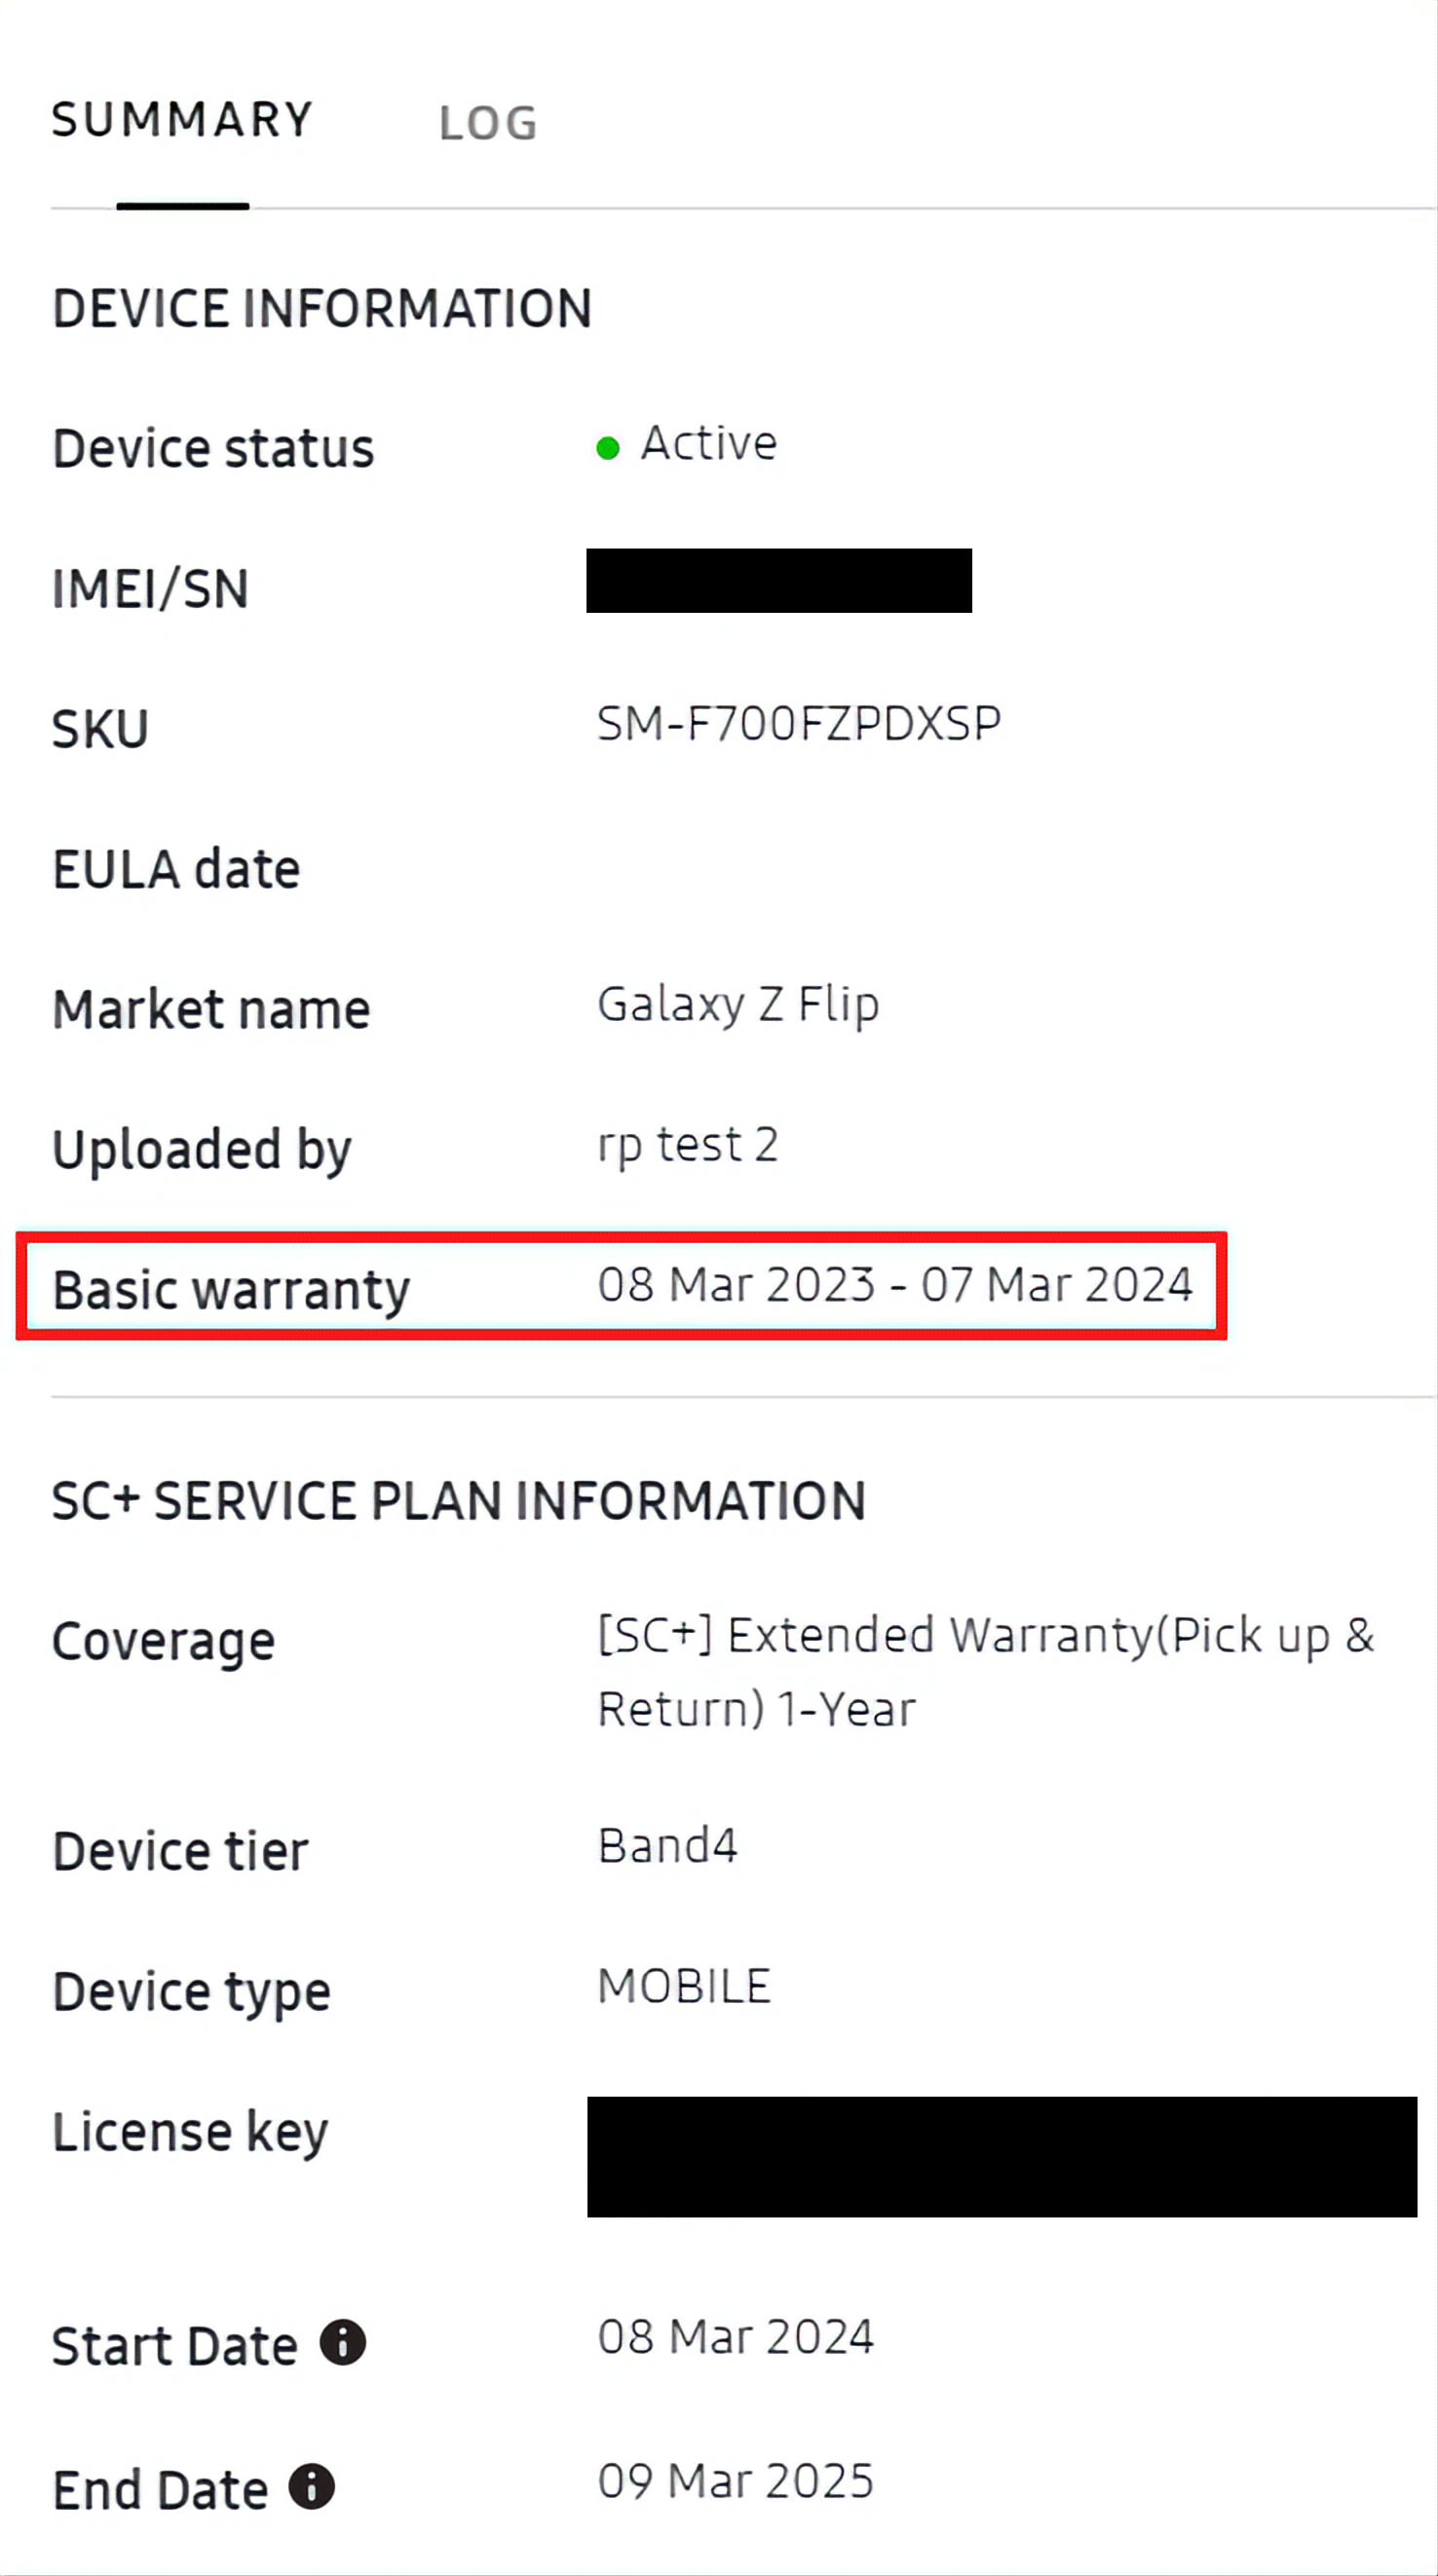 SUMMARY LOG
DEVICE INFORMATION
Device status Active
IMEI/SN
SKU SM-F700FZPDXSP
EULA date
Market name Galaxy Z Flip
Uploaded by rp test 2
Basic warranty 08 Mar 2023 - 07 Mar 2024
SC+ SERVICE PLAN INFORMATION
Coverage [SC+] Extended Warranty(Pick up &
Return) 1-Year
Device tier Band4
Device type MOBILE
License key
Start Date 08 Mar 2024
End Date 09 Mar 2025